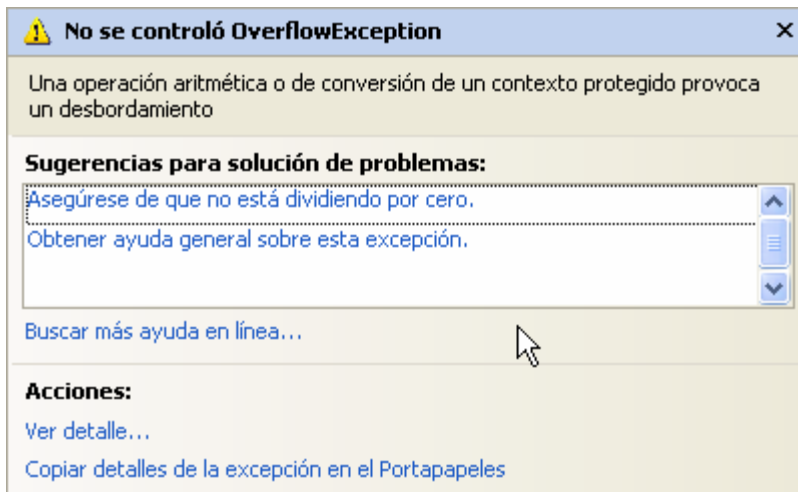 No se controló OverflowException
Una operación aritmética o de conversión de un contexto protegido provoca
un desbordamiento
Sugerencias para solución de problemas:
Asegúrese de que no está dividiendo por cero.
Obtener ayuda general sobre esta excepción.
Buscar más ayuda en línea...
Acciones:
Ver detalle...
Copiar detalles de la excepción en el Portapapeles